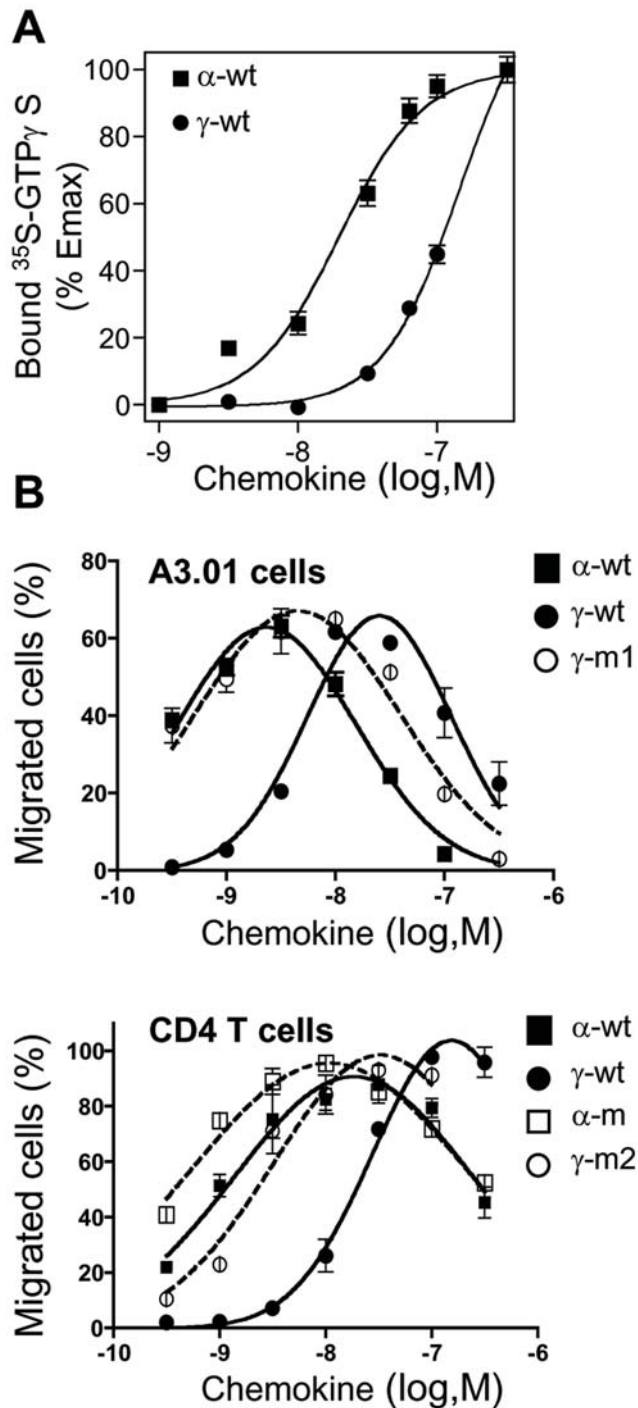 A
■ α-wt
● γ-wt
Bound ³⁵S-GTPγ S
(% Emax)
100
80
60
40
20
0
-9 -8 -7
Chemokine (log,M)
B
A3.01 cells
■ α-wt
● γ-wt
○ γ-m1
Migrated cells (%)
80
60
40
20
0
-10 -9 -8 -7 -6
Chemokine (log,M)
CD4 T cells
■ α-wt
● γ-wt
□ α-m
○ γ-m2
Migrated cells (%)
100
80
60
40
20
0
-10 -9 -8 -7 -6
Chemokine (log,M)